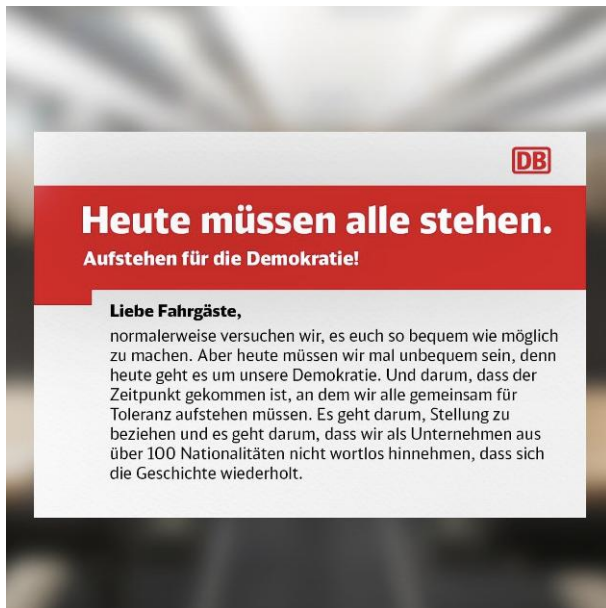 DB
Heute müssen alle stehen.
Aufstehen für die Demokratie!
Liebe Fahrgäste,
normalerweise versuchen wir, es euch so bequem wie möglich
zu machen. Aber heute müssen wir mal unbequem sein, denn
heute geht es um unsere Demokratie. Und darum, dass der
Zeitpunkt gekommen ist, an dem wir alle gemeinsam für
Toleranz aufstehen müssen. Es geht darum, Stellung zu
beziehen und es geht darum, dass wir als Unternehmen aus
über 100 Nationalitäten nicht wortlos hinnehmen, dass sich
die Geschichte wiederholt.